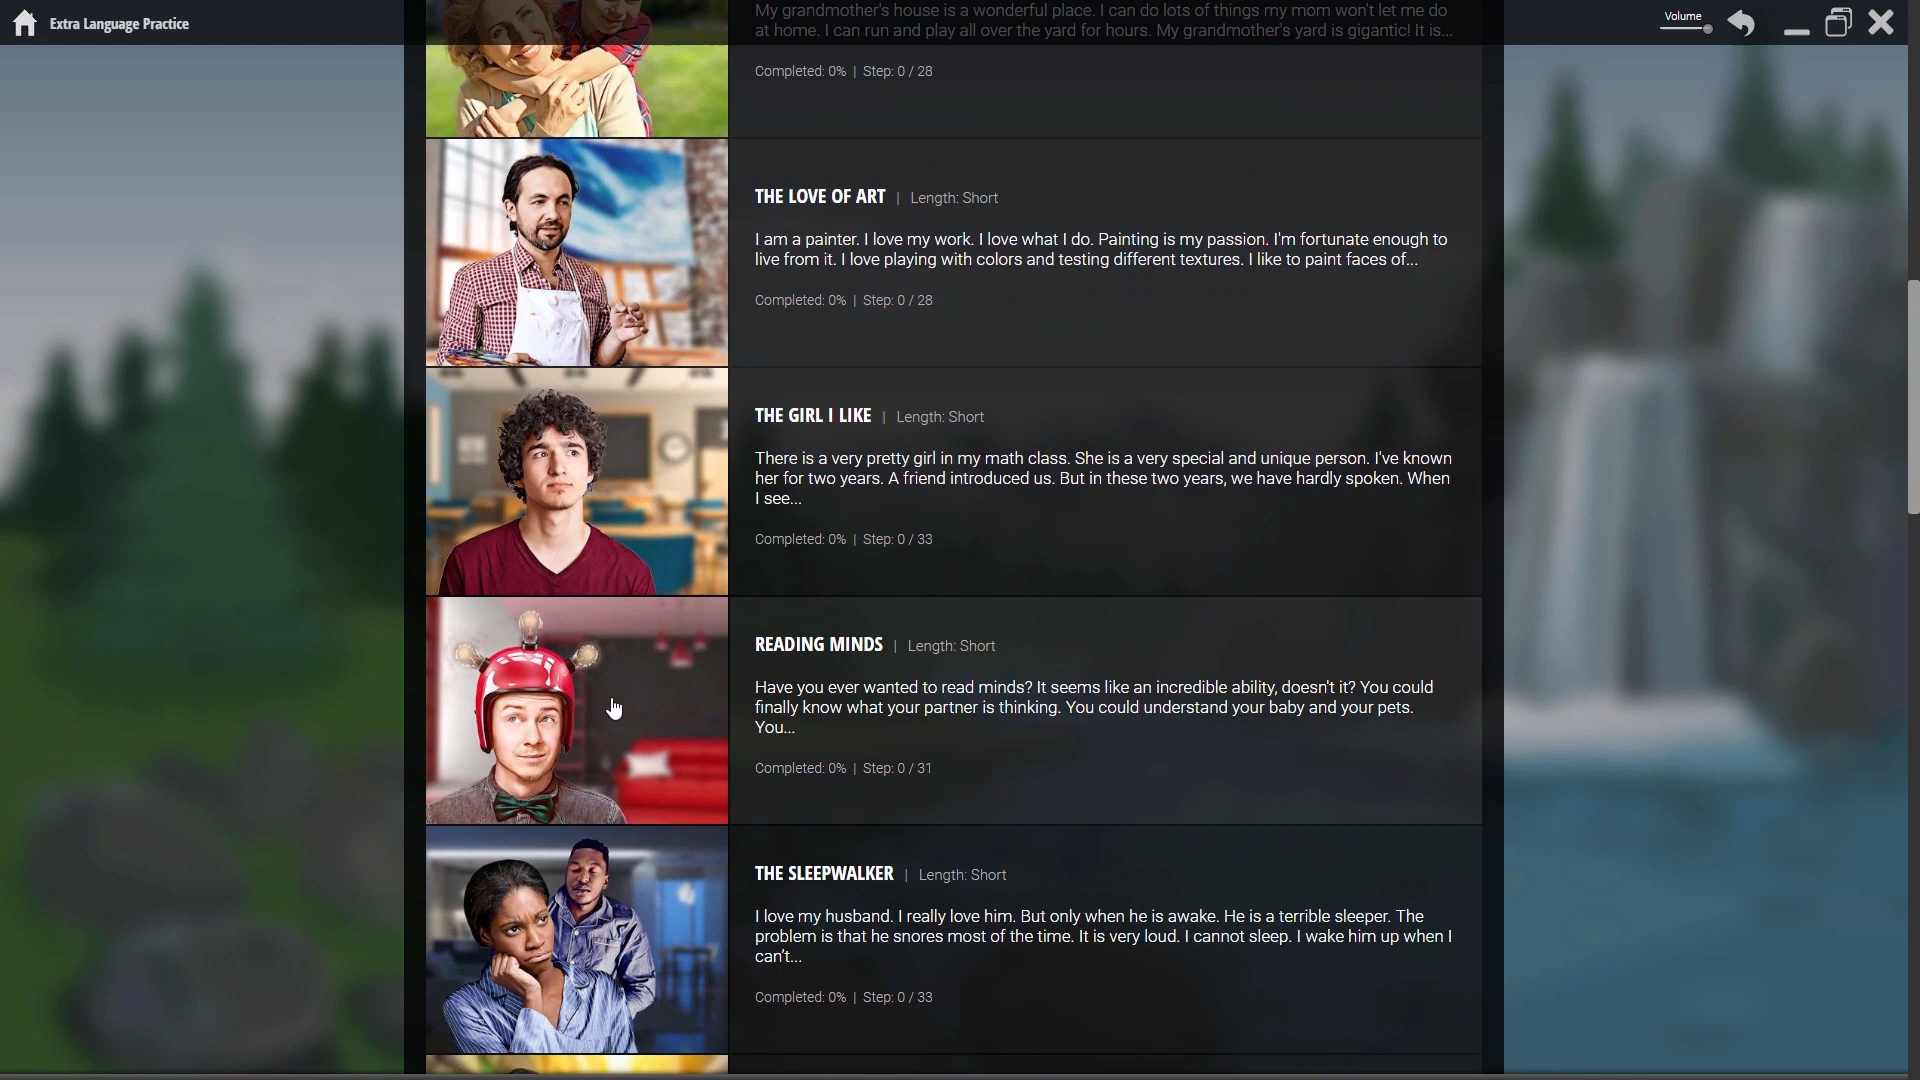 Extra Language Practice
Volume
My grandmother's house is a wonderful place. I can do lots of things my mom won't let me do
at home. I can run and play all over the yard for hours. My grandmother's yard is gigantic! It is...
Completed: 0% | Step: 0 / 28
THE LOVE OF ART | Length: Short
I am a painter. I love my work. I love what I do. Painting is my passion. I'm fortunate enough to
live from it. I love playing with colors and testing different textures. I like to paint faces of...
Completed: 0% | Step: 0 / 28
THE GIRL I LIKE | Length: Short
There is a very pretty girl in my math class. She is a very special and unique person. I've known
her for two years. A friend introduced us. But in these two years, we have hardly spoken. When
I see...
Completed: 0% | Step: 0 / 33
READING MINDS | Length: Short
Have you ever wanted to read minds? It seems like an incredible ability, doesn't it? You could
finally know what your partner is thinking. You could understand your baby and your pets.
You...
Completed: 0% | Step: 0 / 31
THE SLEEPWALKER | Length: Short
I love my husband. I really love him. But only when he is awake. He is a terrible sleeper. The
problem is that he snores most of the time. It is very loud. I cannot sleep. I wake him up when I
can't...
Completed: 0% | Step: 0 / 33